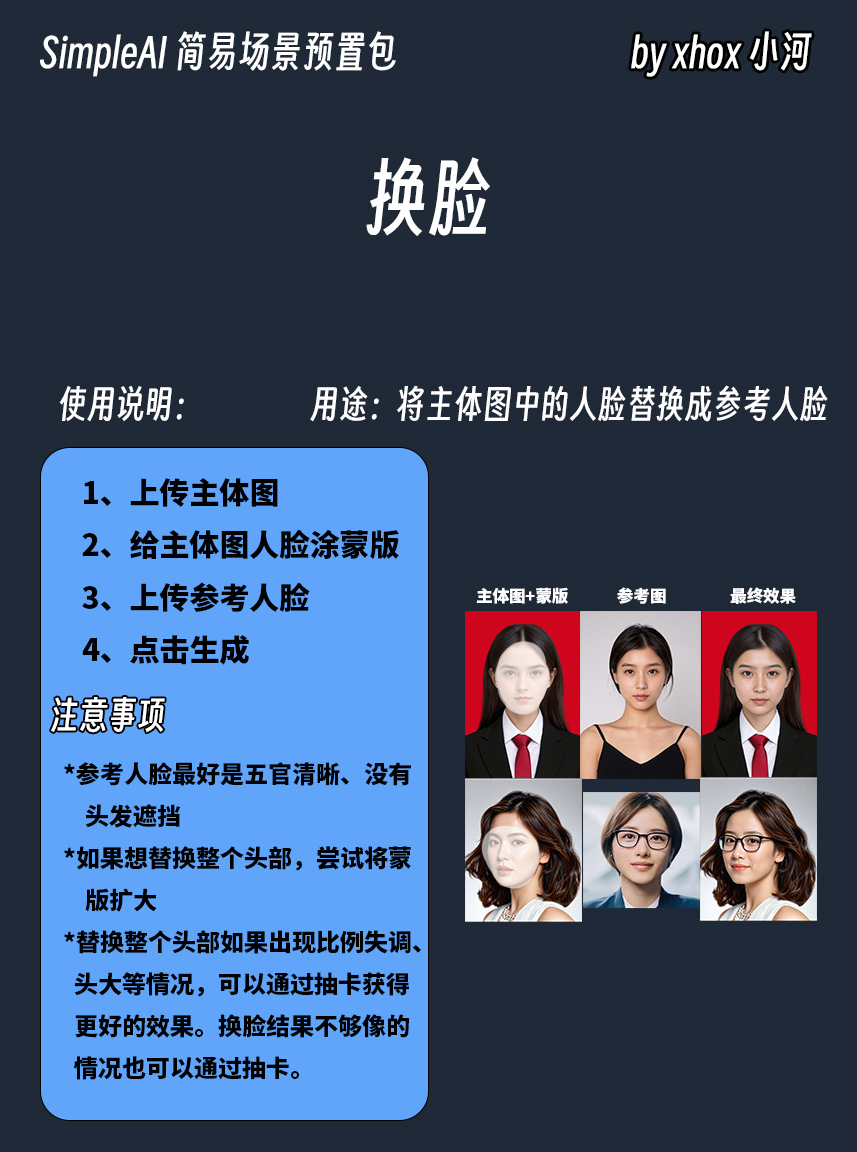 SimpleAI 简易场景预置包
by xhox 小河
换脸
使用说明：
用途：将主体图中的人脸替换成参考人脸
1、上传主体图
2、给主体图人脸涂蒙版
3、上传参考人脸
4、点击生成
注意事项
*参考人脸最好是五官清晰、没有
头发遮挡
*如果想替换整个头部，尝试将蒙
版扩大
*替换整个头部如果出现比例失调、
头大等情况，可以通过抽卡获得
更好的效果。换脸结果不够像的
情况也可以通过抽卡。
主体图+蒙版
参考图
最终效果